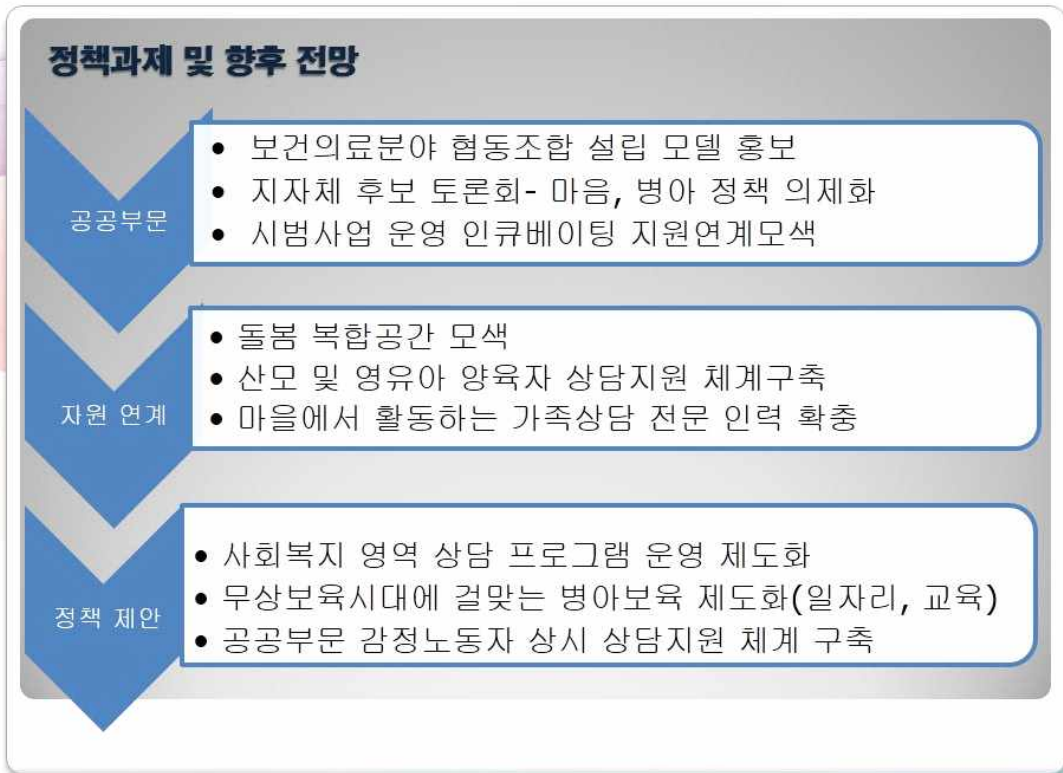 정책과제 및 향후 전망
공공부문
• 보건의료분야 협동조합 설립 모델 홍보
• 지자체 후보 토론회- 마음, 병아 정책 의제화
• 시범사업 운영 인큐베이팅 지원연계모색
자원 연계
• 돌봄 복합공간 모색
• 산모 및 영유아 양육자 상담지원 체계구축
• 마을에서 활동하는 가족상담 전문 인력 확충
정책 제안
• 사회복지 영역 상담 프로그램 운영 제도화
• 무상보육시대에 걸맞는 병아보육 제도화(일자리, 교육)
• 공공부문 감정노동자 상시 상담지원 체계 구축